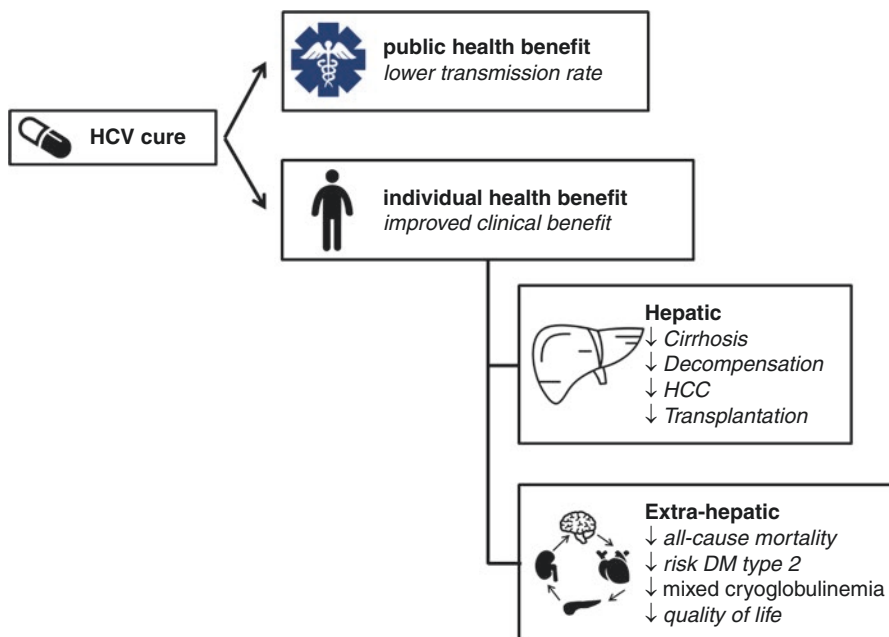 public health benefit
lower transmission rate
HCV cure
individual health benefit
improved clinical benefit
Hepatic
↓ Cirrhosis
↓ Decompensation
↓ HCC
↓ Transplantation
Extra-hepatic
↓ all-cause mortality
↓ risk DM type 2
↓ mixed cryoglobulinemia
↓ quality of life